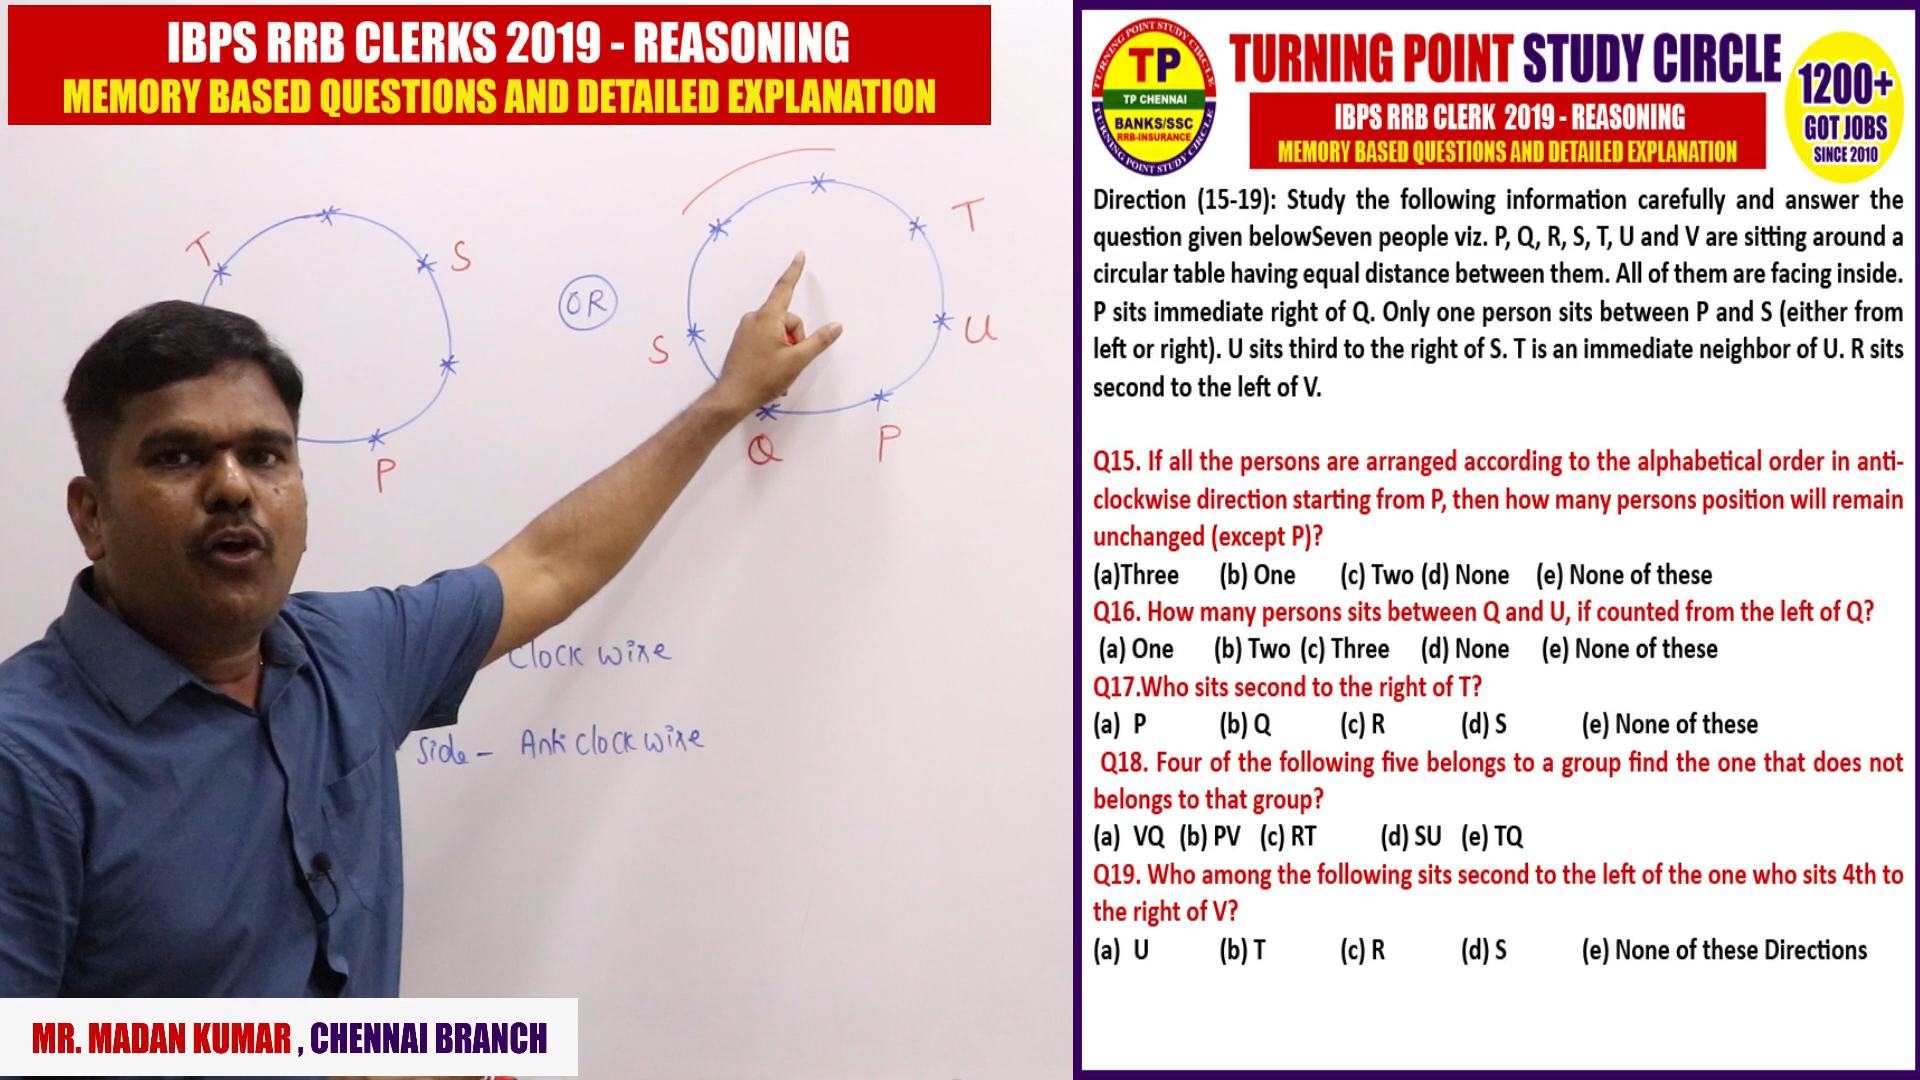 IBPS RRB CLERKS 2019 - REASONING
MEMORY BASED QUESTIONS AND DETAILED EXPLANATION
T
S
P
OR
T
U
S
Q
P
Clock wise
Side - Anti clock wise
MR. MADAN KUMAR , CHENNAI BRANCH
TURNING POINT STUDY CIRCLE
TP
TP CHENNAI
BANKS/SSC
RRB-INSURANCE
TURNING POINT STUDY CIRCLE
TURNING POINT STUDY CIRCLE
IBPS RRB CLERK 2019 - REASONING
MEMORY BASED QUESTIONS AND DETAILED EXPLANATION
1200+
GOT JOBS
SINCE 2010
Direction (15-19): Study the following information carefully and answer the
question given belowSeven people viz. P, Q, R, S, T, U and V are sitting around a
circular table having equal distance between them. All of them are facing inside.
P sits immediate right of Q. Only one person sits between P and S (either from
left or right). U sits third to the right of S. T is an immediate neighbor of U. R sits
second to the left of V.
Q15. If all the persons are arranged according to the alphabetical order in anti-
clockwise direction starting from P, then how many persons position will remain
unchanged (except P)?
(a)Three (b) One (c) Two (d) None (e) None of these
Q16. How many persons sits between Q and U, if counted from the left of Q?
(a) One (b) Two (c) Three (d) None (e) None of these
Q17.Who sits second to the right of T?
(a) P (b) Q (c) R (d) S (e) None of these
Q18. Four of the following five belongs to a group find the one that does not
belongs to that group?
(a) VQ (b) PV (c) RT (d) SU (e) TQ
Q19. Who among the following sits second to the left of the one who sits 4th to
the right of V?
(a) U (b) T (c) R (d) S (e) None of these Directions